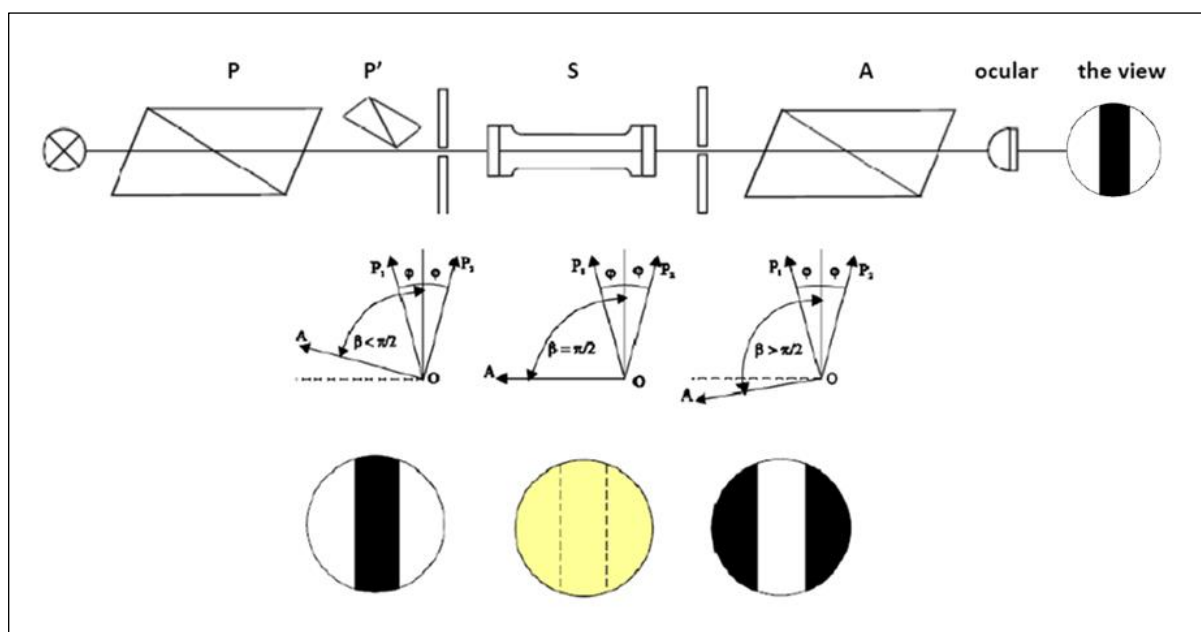 P P' S A ocular the view
P₁ φ φ P₂ P₁ φ φ P₂ P₁ φ φ P₂
A β < π/2 O A β = π/2 O A β > π/2 O